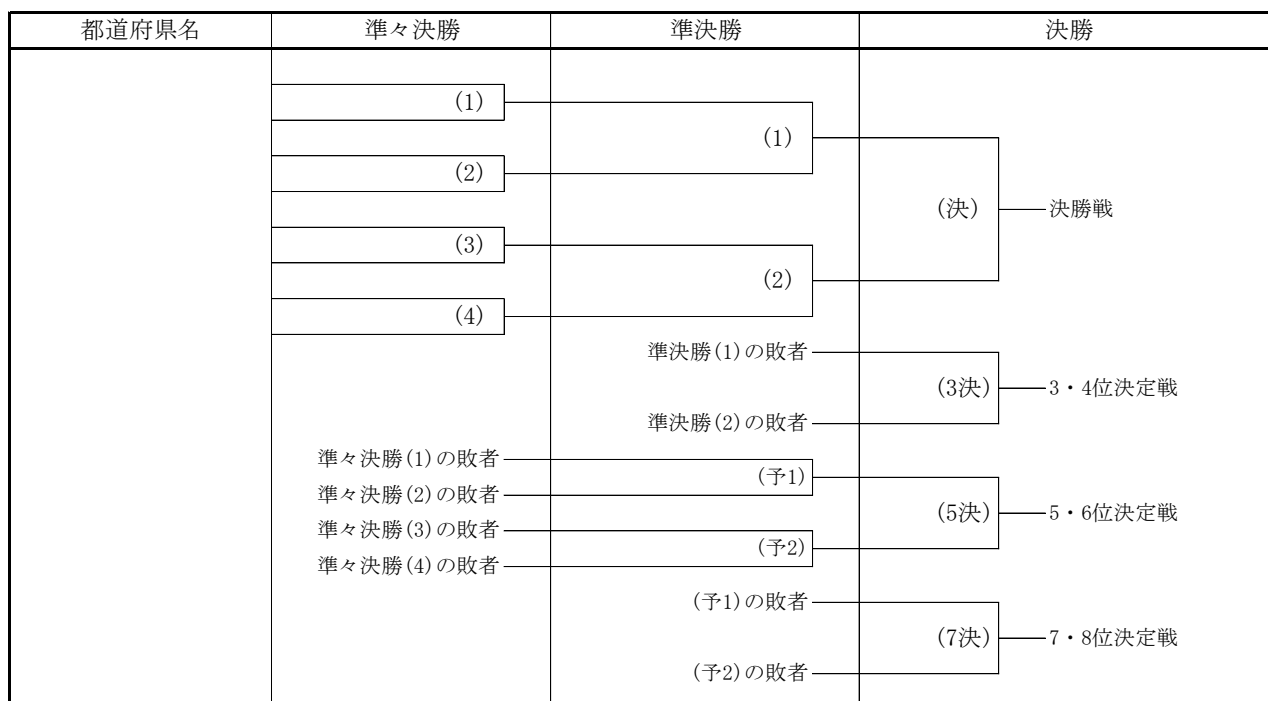 都道府県名 準々決勝 準決勝 決勝
(1)
(1)
(2)
(決) 決勝戦
(3)
(2)
(4)
準決勝(1)の敗者
(3決) 3・4位決定戦
準決勝(2)の敗者
準々決勝(1)の敗者
(予1)
準々決勝(2)の敗者
(5決) 5・6位決定戦
準々決勝(3)の敗者
(予2)
準々決勝(4)の敗者
(予1)の敗者
(7決) 7・8位決定戦
(予2)の敗者